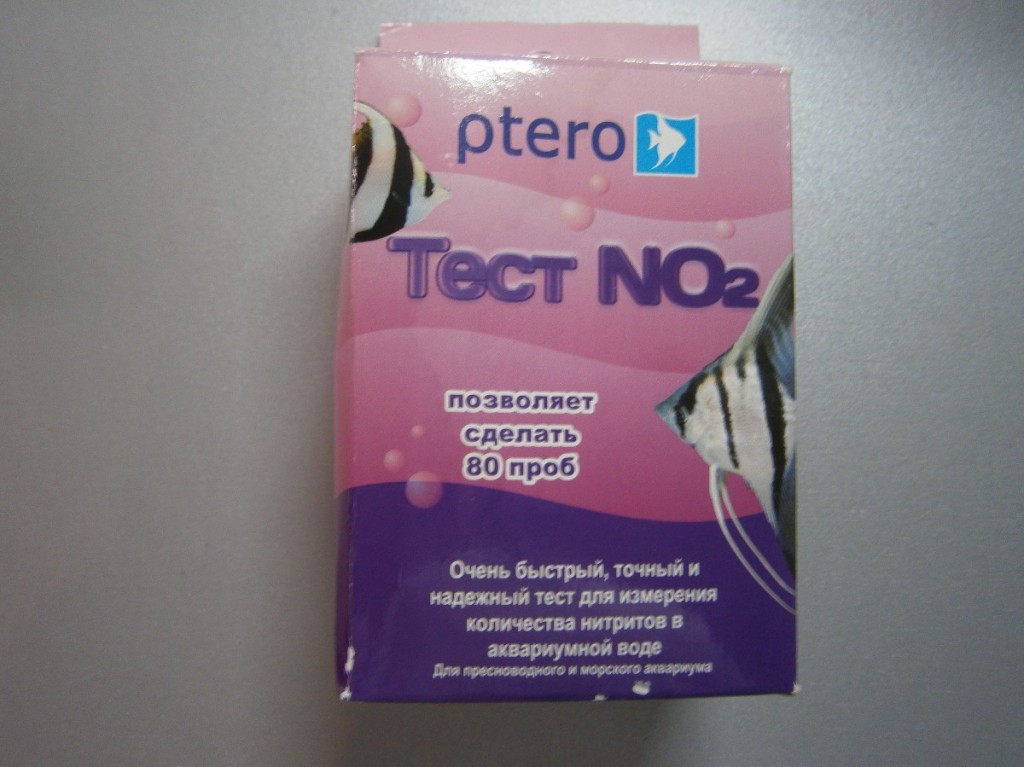 ptero
Тест NO₂
позволяет
сделать
80 проб
Очень быстрый, точный и
надежный тест для измерения
количества нитритов в
аквариумной воде
Для пресноводного и морского аквариума